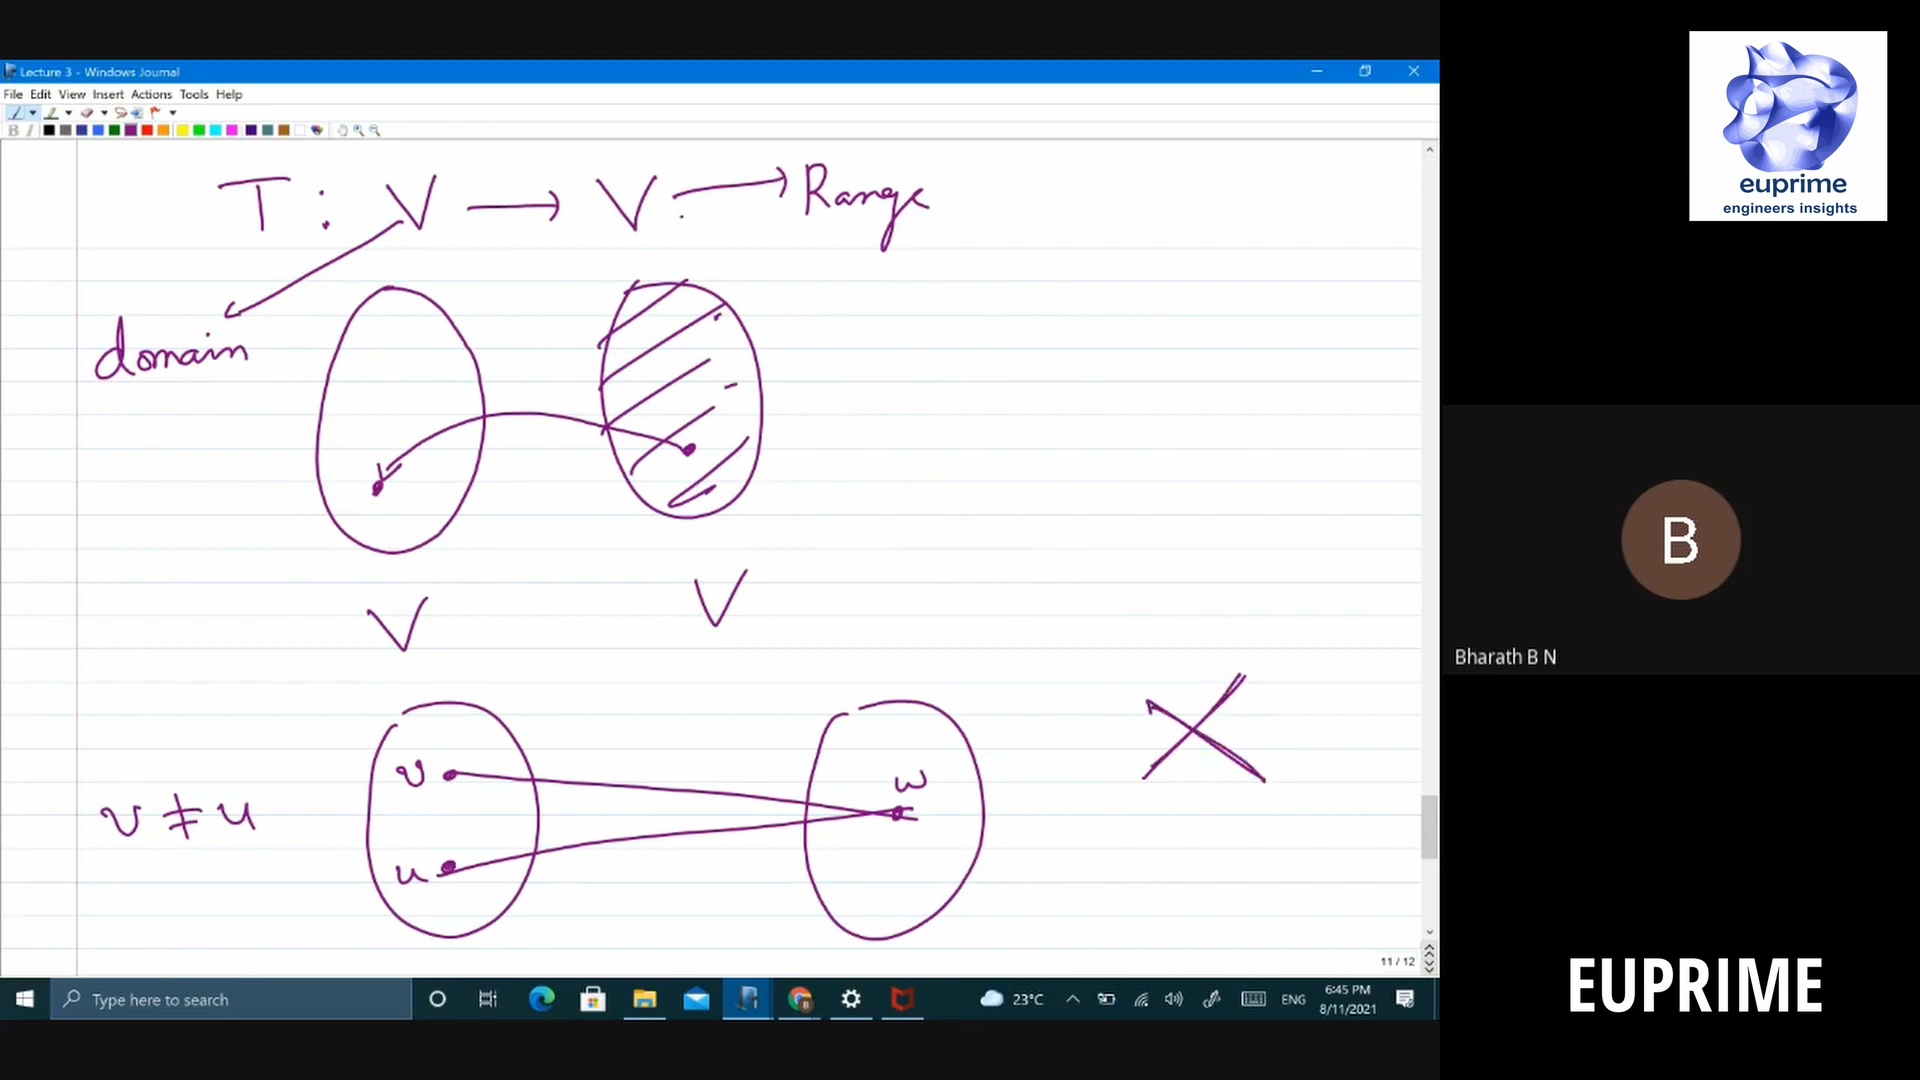 Lecture 3 - Windows Journal
File Edit View Insert Actions Tools Help
B I
T : V → V → Range
domain
V V
v ≠ u
v
u
w
11 / 12
Type here to search
23°C
ENG
6:45 PM
8/11/2021
euprime
engineers insights
B
Bharath B N
EUPRIME